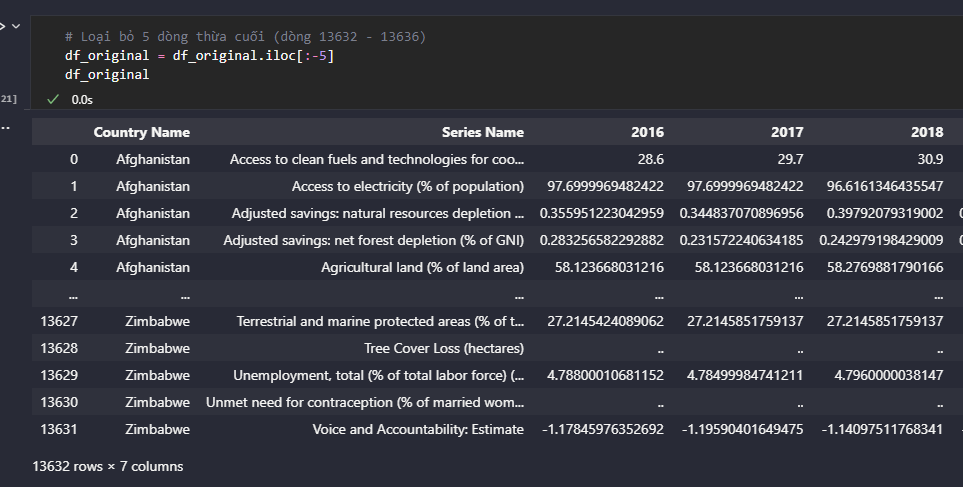 # Loại bỏ 5 dòng thừa cuối (dòng 13632 - 13636)
df_original = df_original.iloc[:-5]
df_original
21] 0.0s
Country Name Series Name 2016 2017 2018
0 Afghanistan Access to clean fuels and technologies for coo... 28.6 29.7 30.9
1 Afghanistan Access to electricity (% of population) 97.6999969482422 97.6999969482422 96.6161346435547
2 Afghanistan Adjusted savings: natural resources depletion ... 0.355951223042959 0.344837070896956 0.39792079319002
3 Afghanistan Adjusted savings: net forest depletion (% of GNI) 0.283256582292882 0.231572240634185 0.242979198429009
4 Afghanistan Agricultural land (% of land area) 58.123668031216 58.123668031216 58.2769881790166
... ... ... ... ... ...
13627 Zimbabwe Terrestrial and marine protected areas (% of t... 27.2145424089062 27.2145851759137 27.2145851759137
13628 Zimbabwe Tree Cover Loss (hectares) .. .. ..
13629 Zimbabwe Unemployment, total (% of total labor force) (... 4.78800010681152 4.78499984741211 4.7960000038147
13630 Zimbabwe Unmet need for contraception (% of married wom... .. .. ..
13631 Zimbabwe Voice and Accountability: Estimate -1.17845976352692 -1.19590401649475 -1.14097511768341
13632 rows × 7 columns